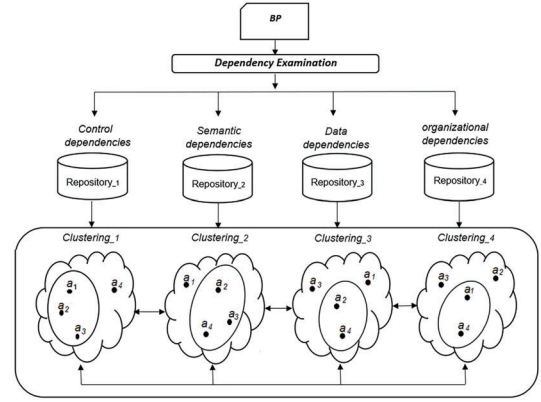 BP
Dependency Examination
Control
dependencies
Semantic
dependencies
Data
dependencies
organizational
dependencies
Repository_1
Repository_2
Repository_3
Repository_4
Clustering_1
Clustering_2
Clustering_3
Clustering_4
a1
a4
a2
a3
a1
a2
a3
a4
a3
a1
a2
a4
a3
a2
a1
a4